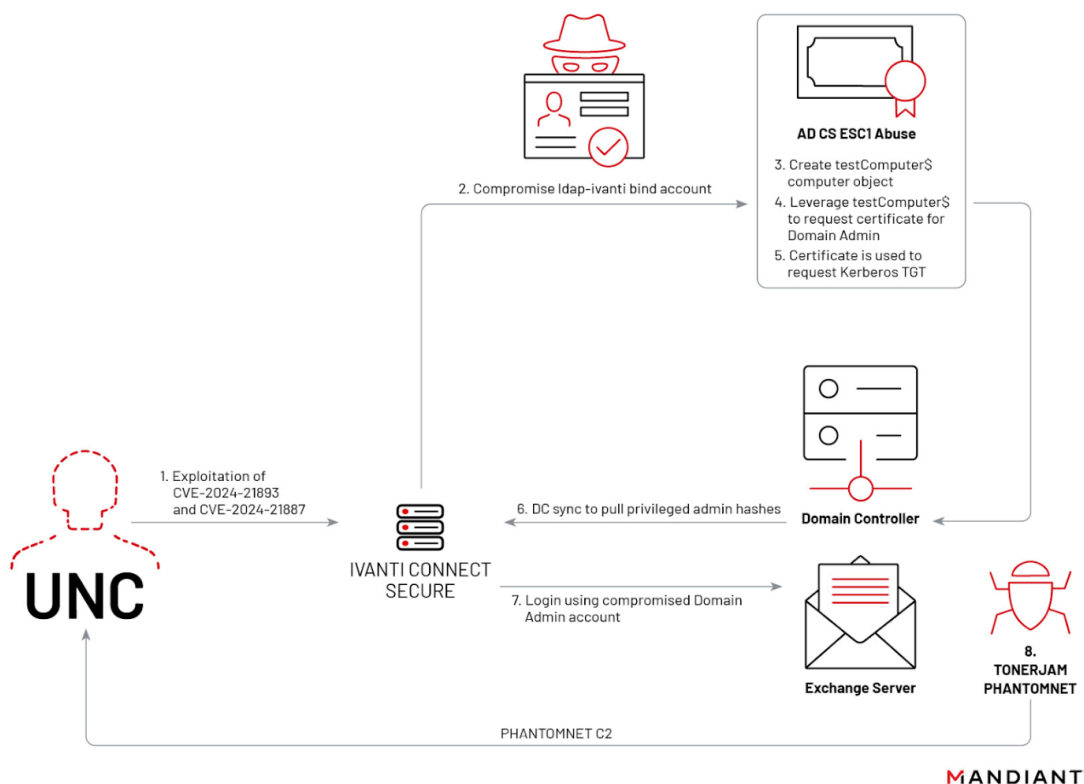 AD CS ESC1 Abuse
2. Compromise ldap-ivanti bind account
3. Create testComputer$
computer object
4. Leverage testComputer$
to request certificate for
Domain Admin
5. Certificate is used to
request Kerberos TGT
1. Exploitation of
CVE-2024-21893
and CVE-2024-21887
UNC
IVANTI CONNECT
SECURE
6. DC sync to pull privileged admin hashes
Domain Controller
7. Login using compromised Domain
Admin account
Exchange Server
8.
TONERJAM
PHANTOMNET
PHANTOMNET C2
MANDIANT